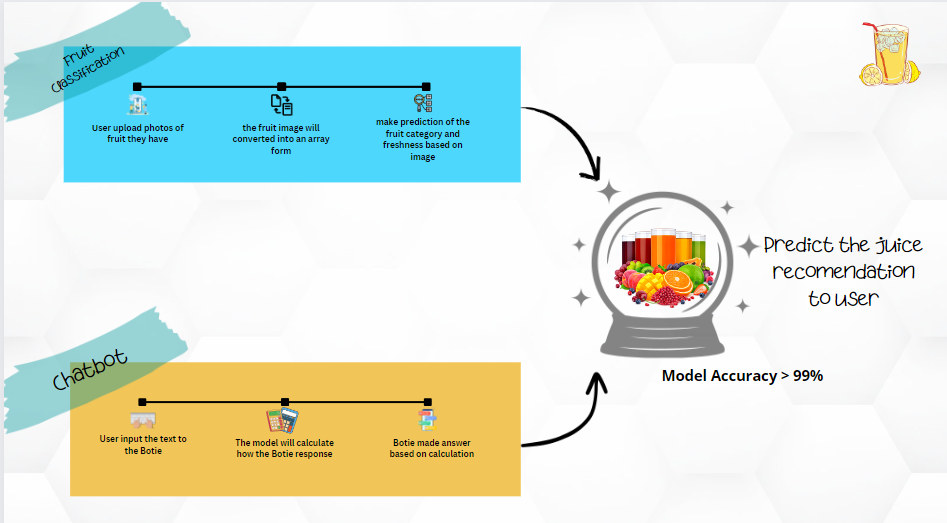 Fruit
Classification
User upload photos of
fruit they have
the fruit image will
converted into an array
form
make prediction of the
fruit category and
freshness based on
image
Predict the juice
recomendation
to user
Model Accuracy > 99%
Chatbot
User input the text to
the Botie
The model will calculate
how the Botie response
Botie made answer
based on calculation